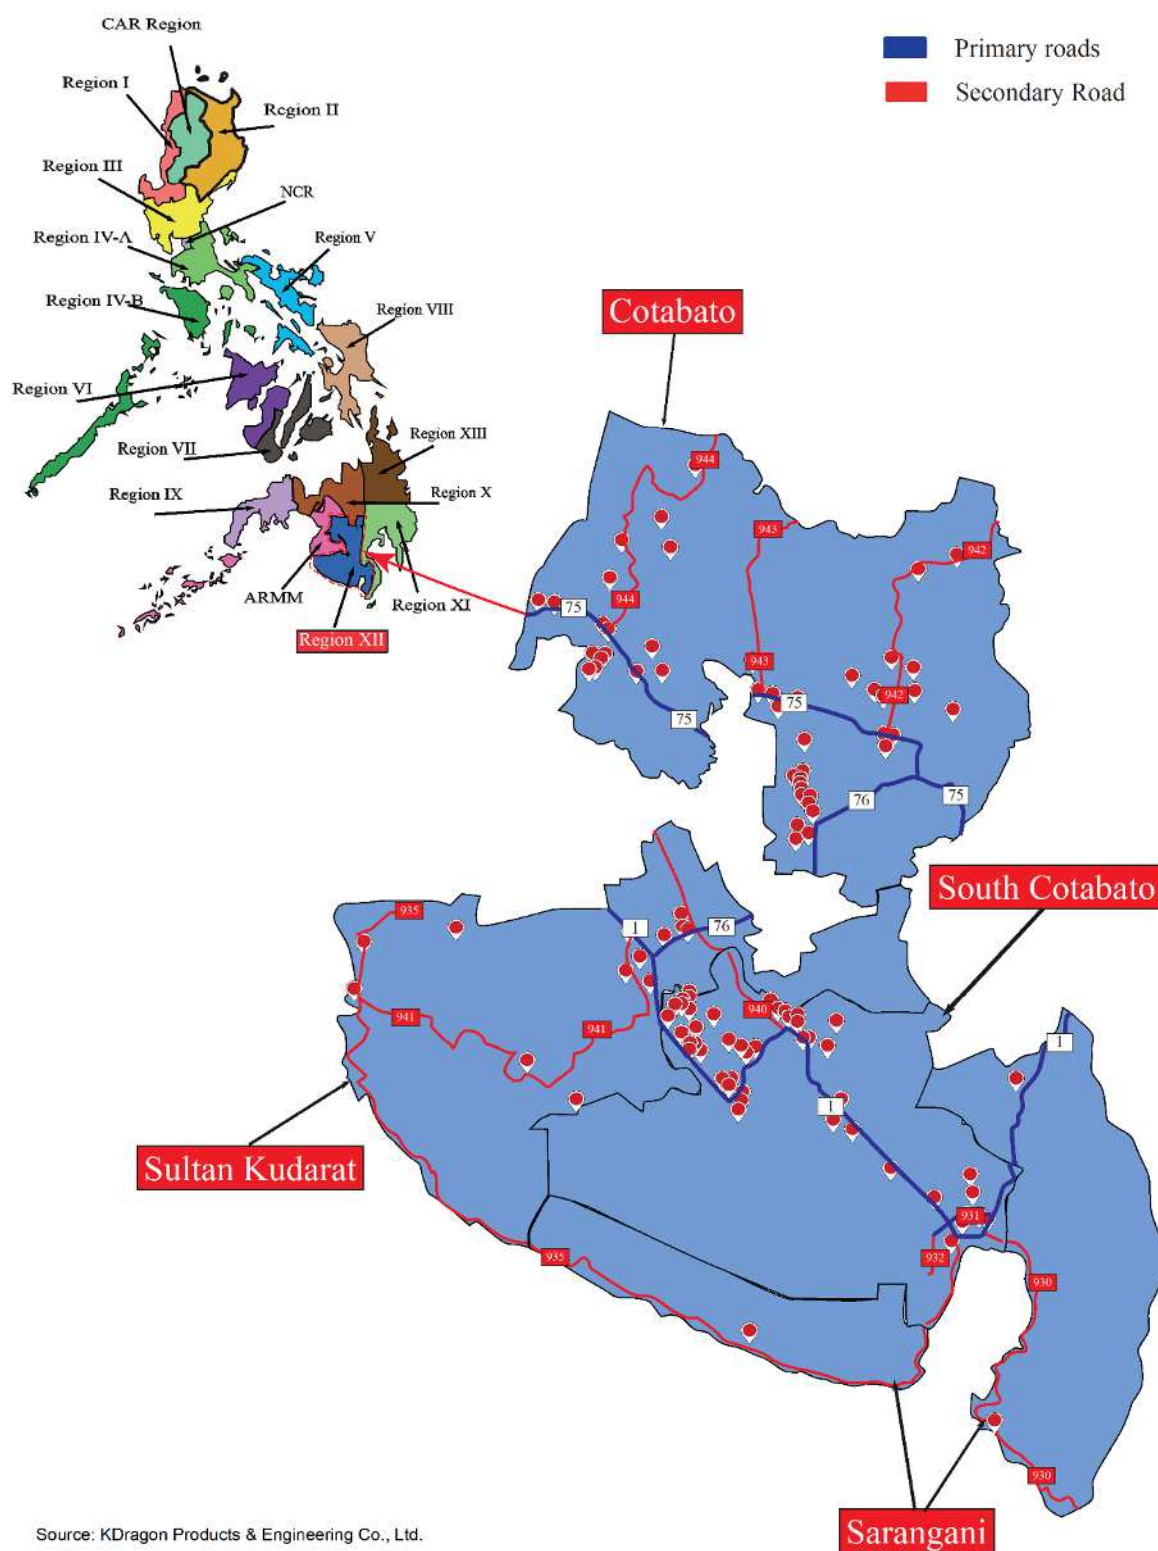 CAR Region
Primary roads
Region I
Secondary Road
Region II
Region III
NCR
Region IV-A
Region V
Region IV-B
Cotabato
Region VIII
Region VI
Region XIII
Region VII
944
Region IX
Region X
943
942
ARMM
Region XI
944
75
Region XII
943
942
75
75
76
75
South Cotabato
935
1
76
940
941
941
1
1
Sultan Kudarat
931
935
932
930
930
Sarangani
Source: KDragon Products & Engineering Co., Ltd.